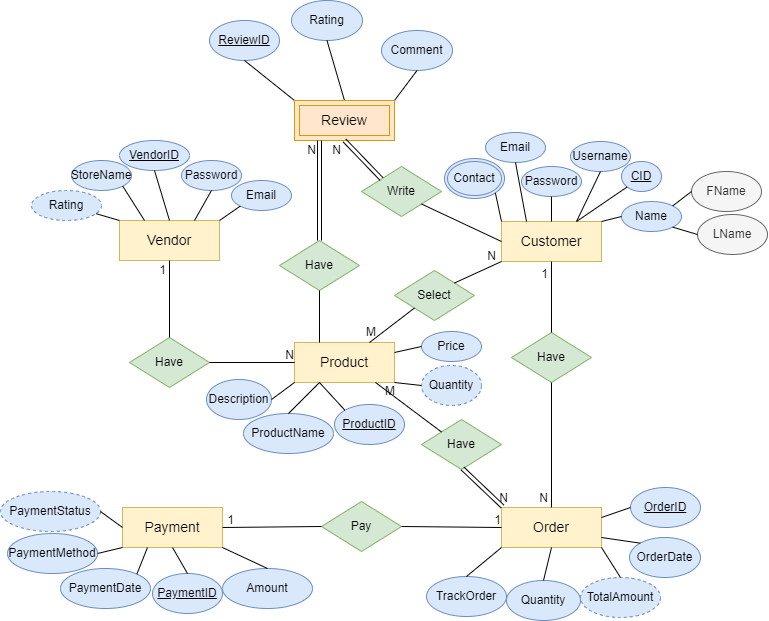 Rating
ReviewID
Comment
Review
N
N
Email
Username
VendorID
StoreName
Password
Contact
Password
CID
Rating
Email
Write
FName
Name
LName
Vendor
Customer
N
1
Have
1
Select
M
Price
Have
N
Product
Have
Quantity
M
Description
ProductName
ProductID
Have
N
N
PaymentStatus
OrderID
1
1
Payment
Pay
Order
PaymentMethod
OrderDate
PaymentDate
PaymentID
Amount
TrackOrder
Quantity
TotalAmount